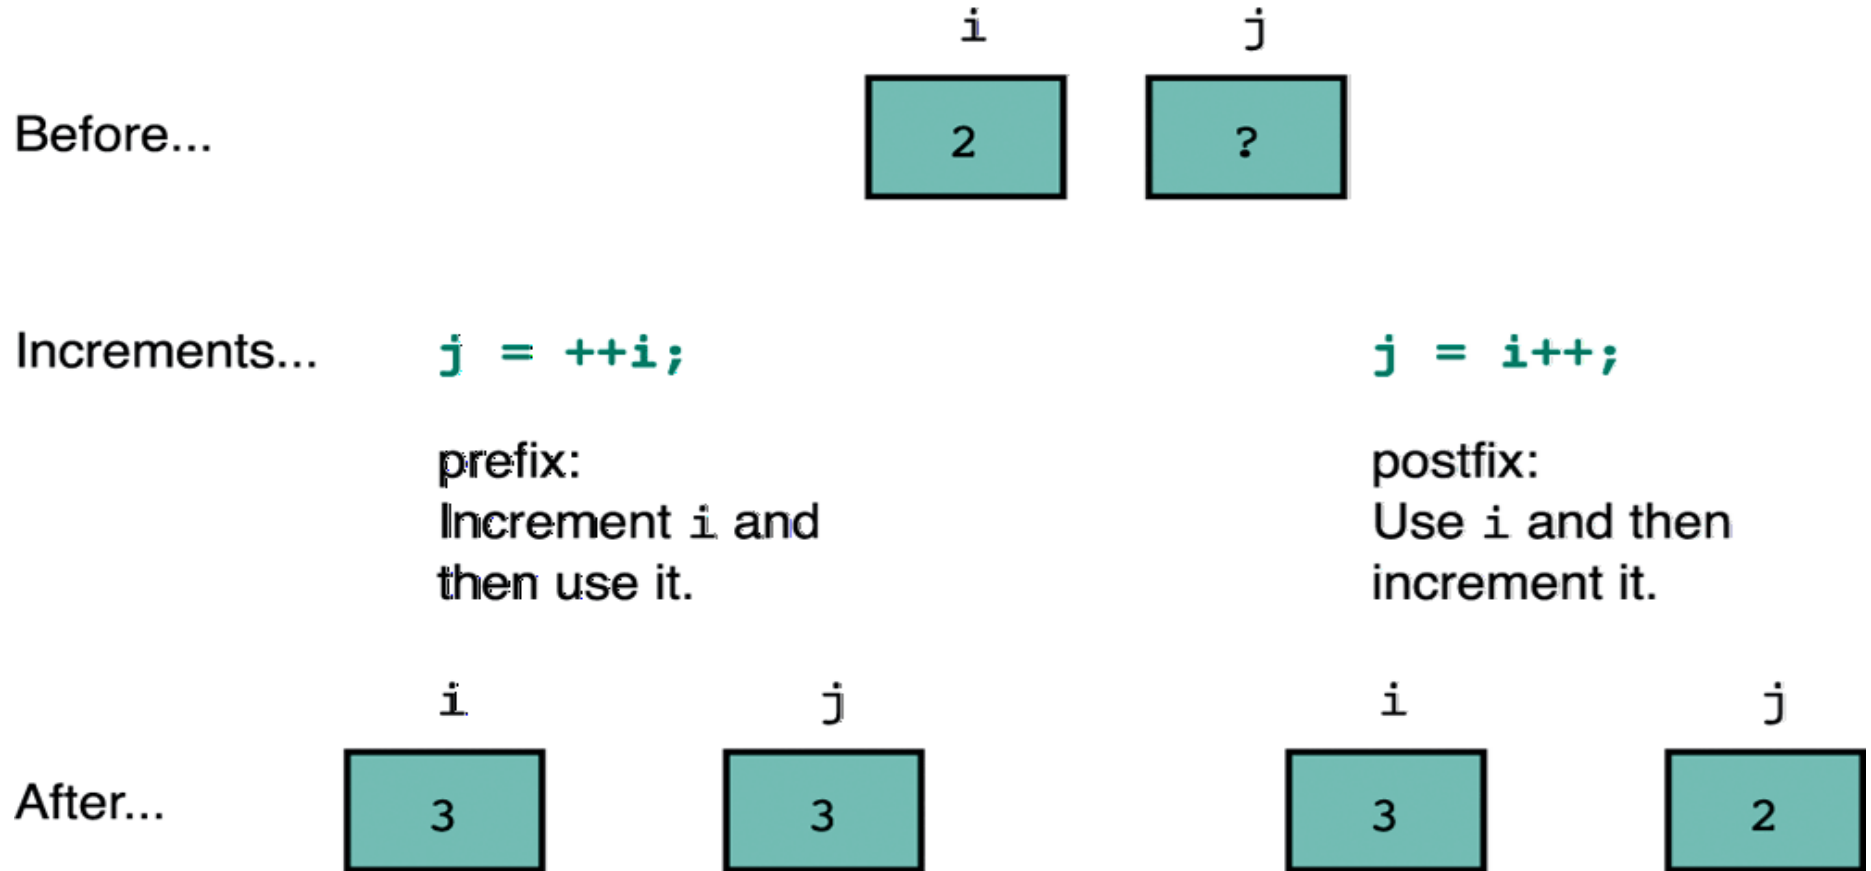 i j
Before... 2 ?
Increments... j = ++i; j = i++;
prefix: postfix:
Increment i and Use i and then
then use it. increment it.
i j i j
After... 3 3 3 2